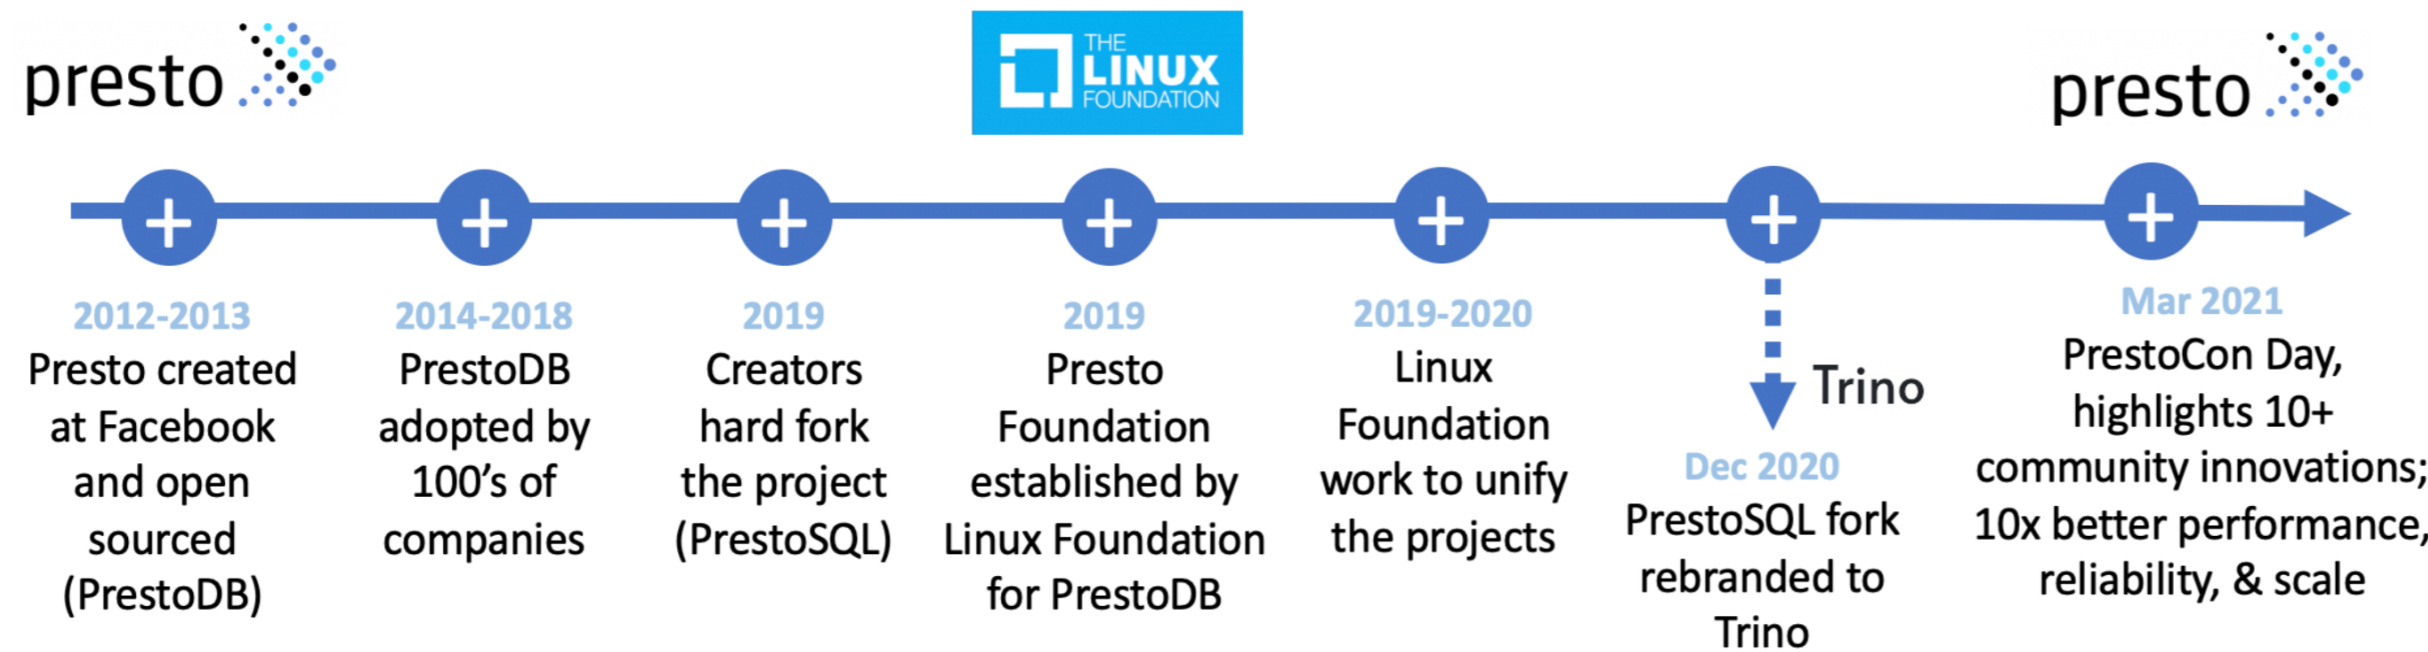 presto
THE
LINUX
FOUNDATION
presto
2012-2013
Presto created
at Facebook
and open
sourced
(PrestoDB)
2014-2018
PrestoDB
adopted by
100’s of
companies
2019
Creators
hard fork
the project
(PrestoSQL)
2019
Presto
Foundation
established by
Linux Foundation
for PrestoDB
2019-2020
Linux
Foundation
work to unify
the projects
Trino
Dec 2020
PrestoSQL fork
rebranded to
Trino
Mar 2021
PrestoCon Day,
highlights 10+
community innovations;
10x better performance,
reliability, & scale